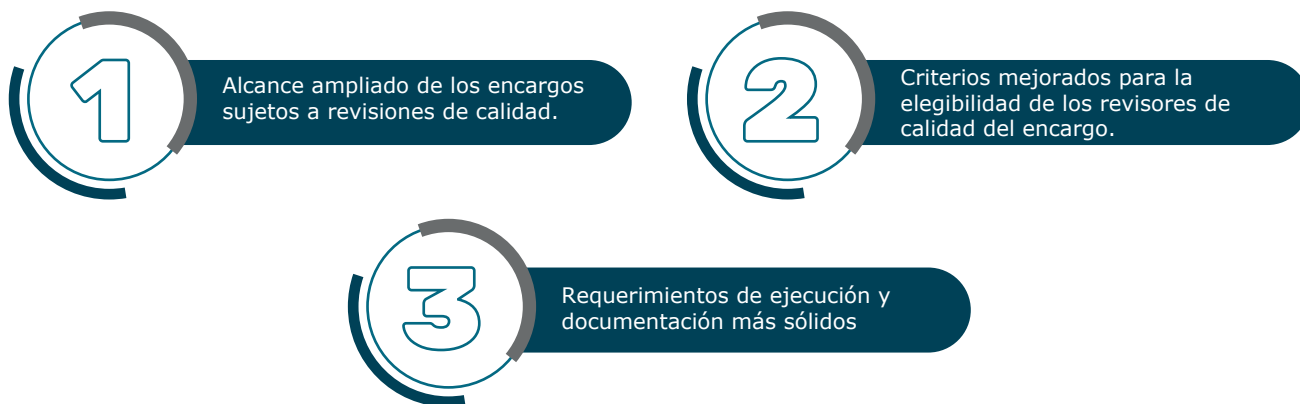 1
Alcance ampliado de los encargos
sujetos a revisiones de calidad.
2
Criterios mejorados para la
elegibilidad de los revisores de
calidad del encargo.
3
Requerimientos de ejecución y
documentación más sólidos